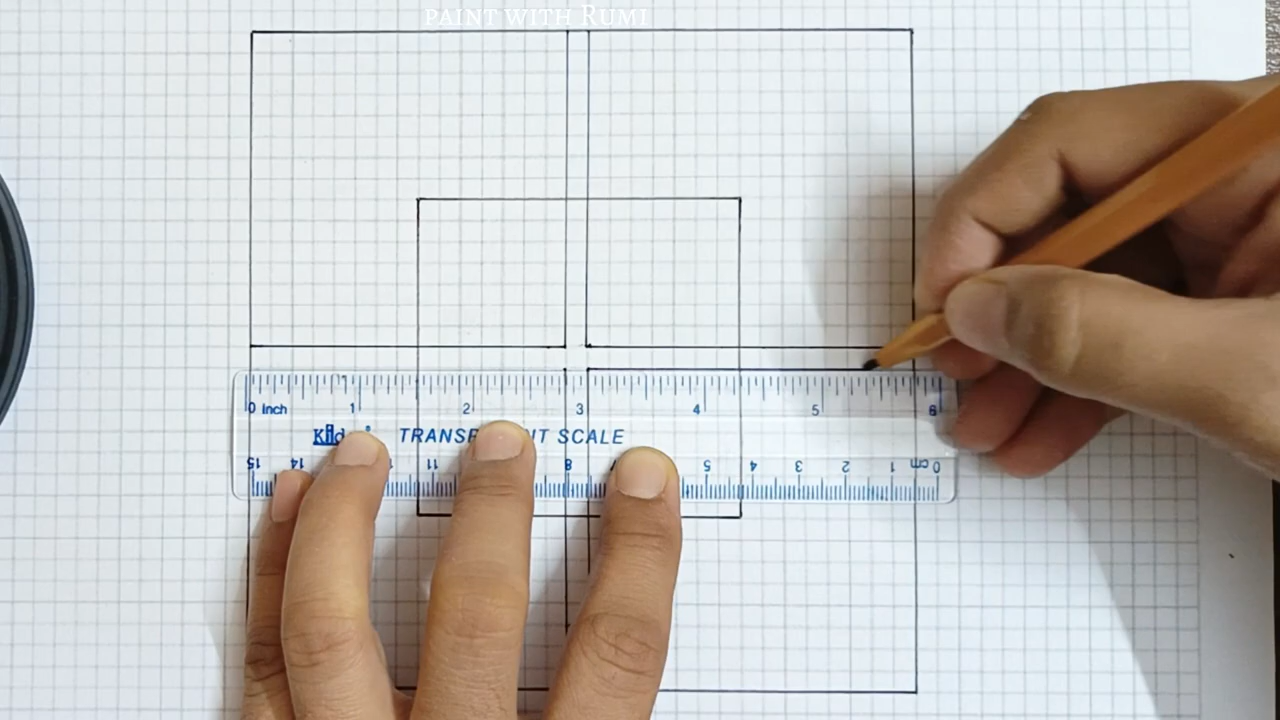 PAINT WITH RUMI
0 Inch 1 2 3 4 5 6
TRANSP NT SCALE
15 14 11 8 5 4 3 2 1 cm 0